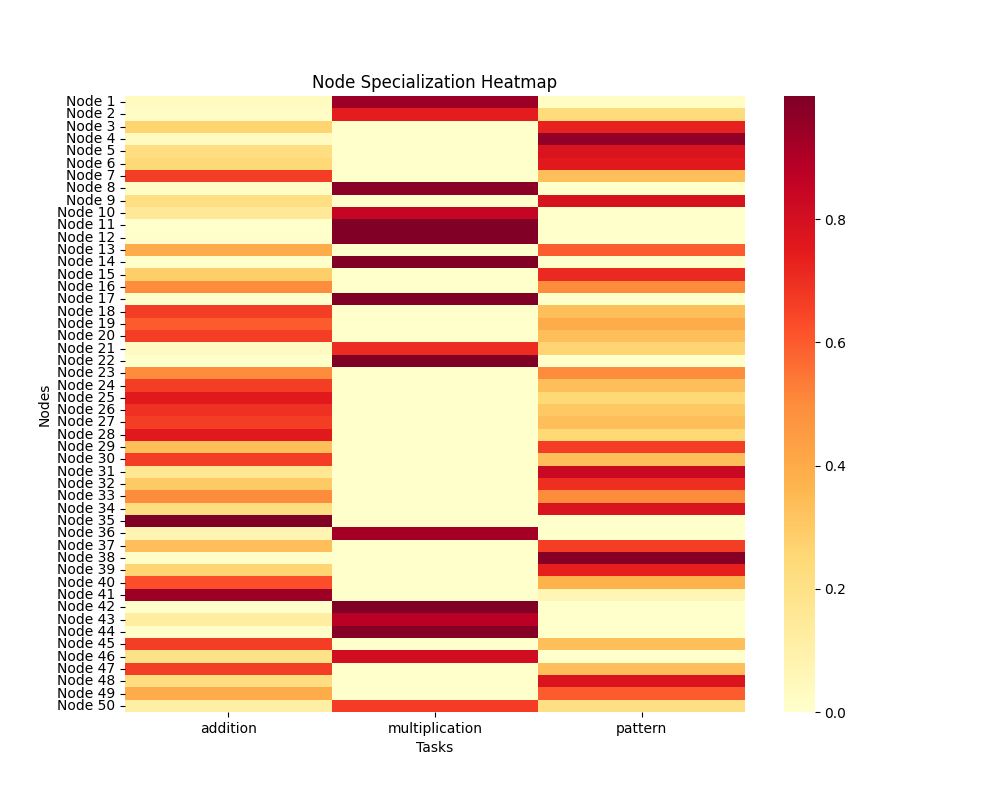 Node Specialization Heatmap
Node 1
Node 2
Node 3
Node 4
Node 5
Node 6
Node 7
Node 8
Node 9
Node 10
Node 11
Node 12
Node 13
Node 14
Node 15
Node 16
Node 17
Node 18
Node 19
Node 20
Node 21
Node 22
Node 23
Node 24
Node 25
Node 26
Node 27
Node 28
Node 29
Node 30
Node 31
Node 32
Node 33
Node 34
Node 35
Node 36
Node 37
Node 38
Node 39
Node 40
Node 41
Node 42
Node 43
Node 44
Node 45
Node 46
Node 47
Node 48
Node 49
Node 50
Nodes
addition multiplication pattern
Tasks
0.8
0.6
0.4
0.2
0.0